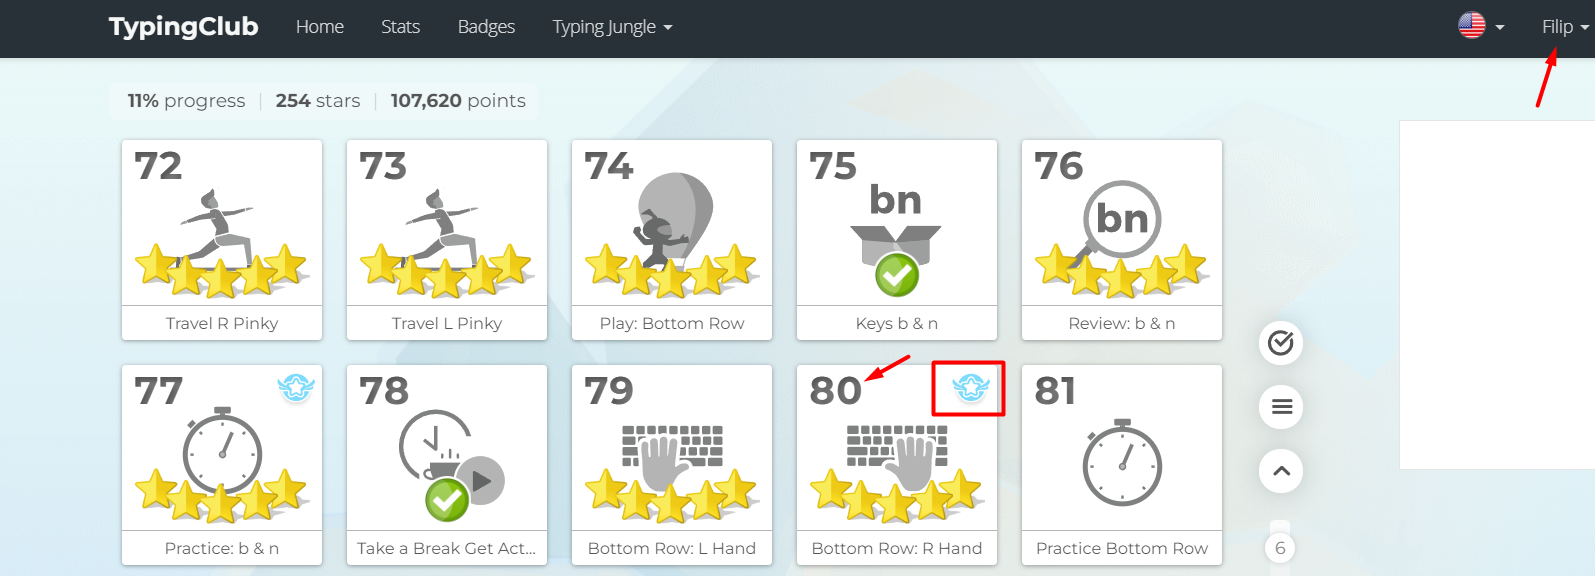 TypingClub Home Stats Badges Typing Jungle Filip
11% progress 254 stars 107,620 points
72 73 74 75 76
bn bn
Travel R Pinky Travel L Pinky Play: Bottom Row Keys b & n Review: b & n
77 78 79 80 81
Practice: b & n Take a Break Get Act... Bottom Row: L Hand Bottom Row: R Hand Practice Bottom Row
6